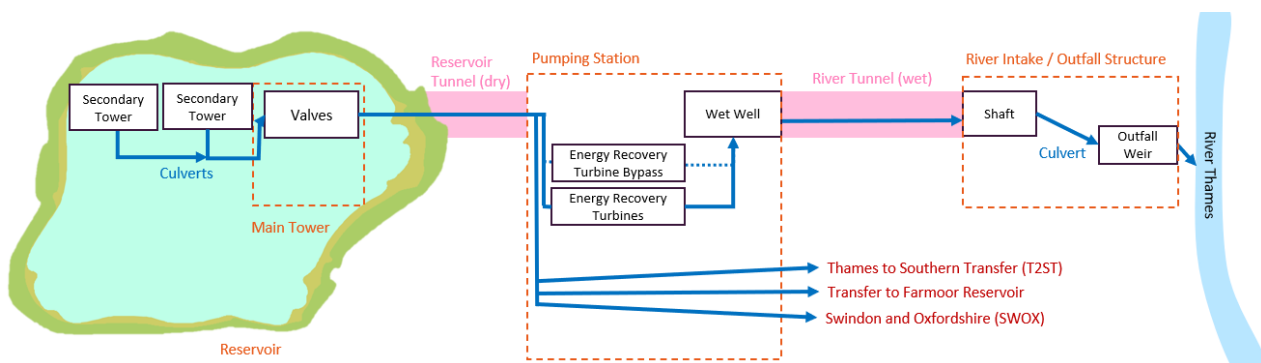 Reservoir
Tunnel (dry)
Pumping Station
River Tunnel (wet)
River Intake / Outfall Structure
Secondary
Tower
Secondary
Tower
Valves
Wet Well
Shaft
Culverts
Energy Recovery
Turbine Bypass
Energy Recovery
Turbines
Culvert
Outfall
Weir
River Thames
Main Tower
Thames to Southern Transfer (T2ST)
Transfer to Farmoor Reservoir
Swindon and Oxfordshire (SWOX)
Reservoir